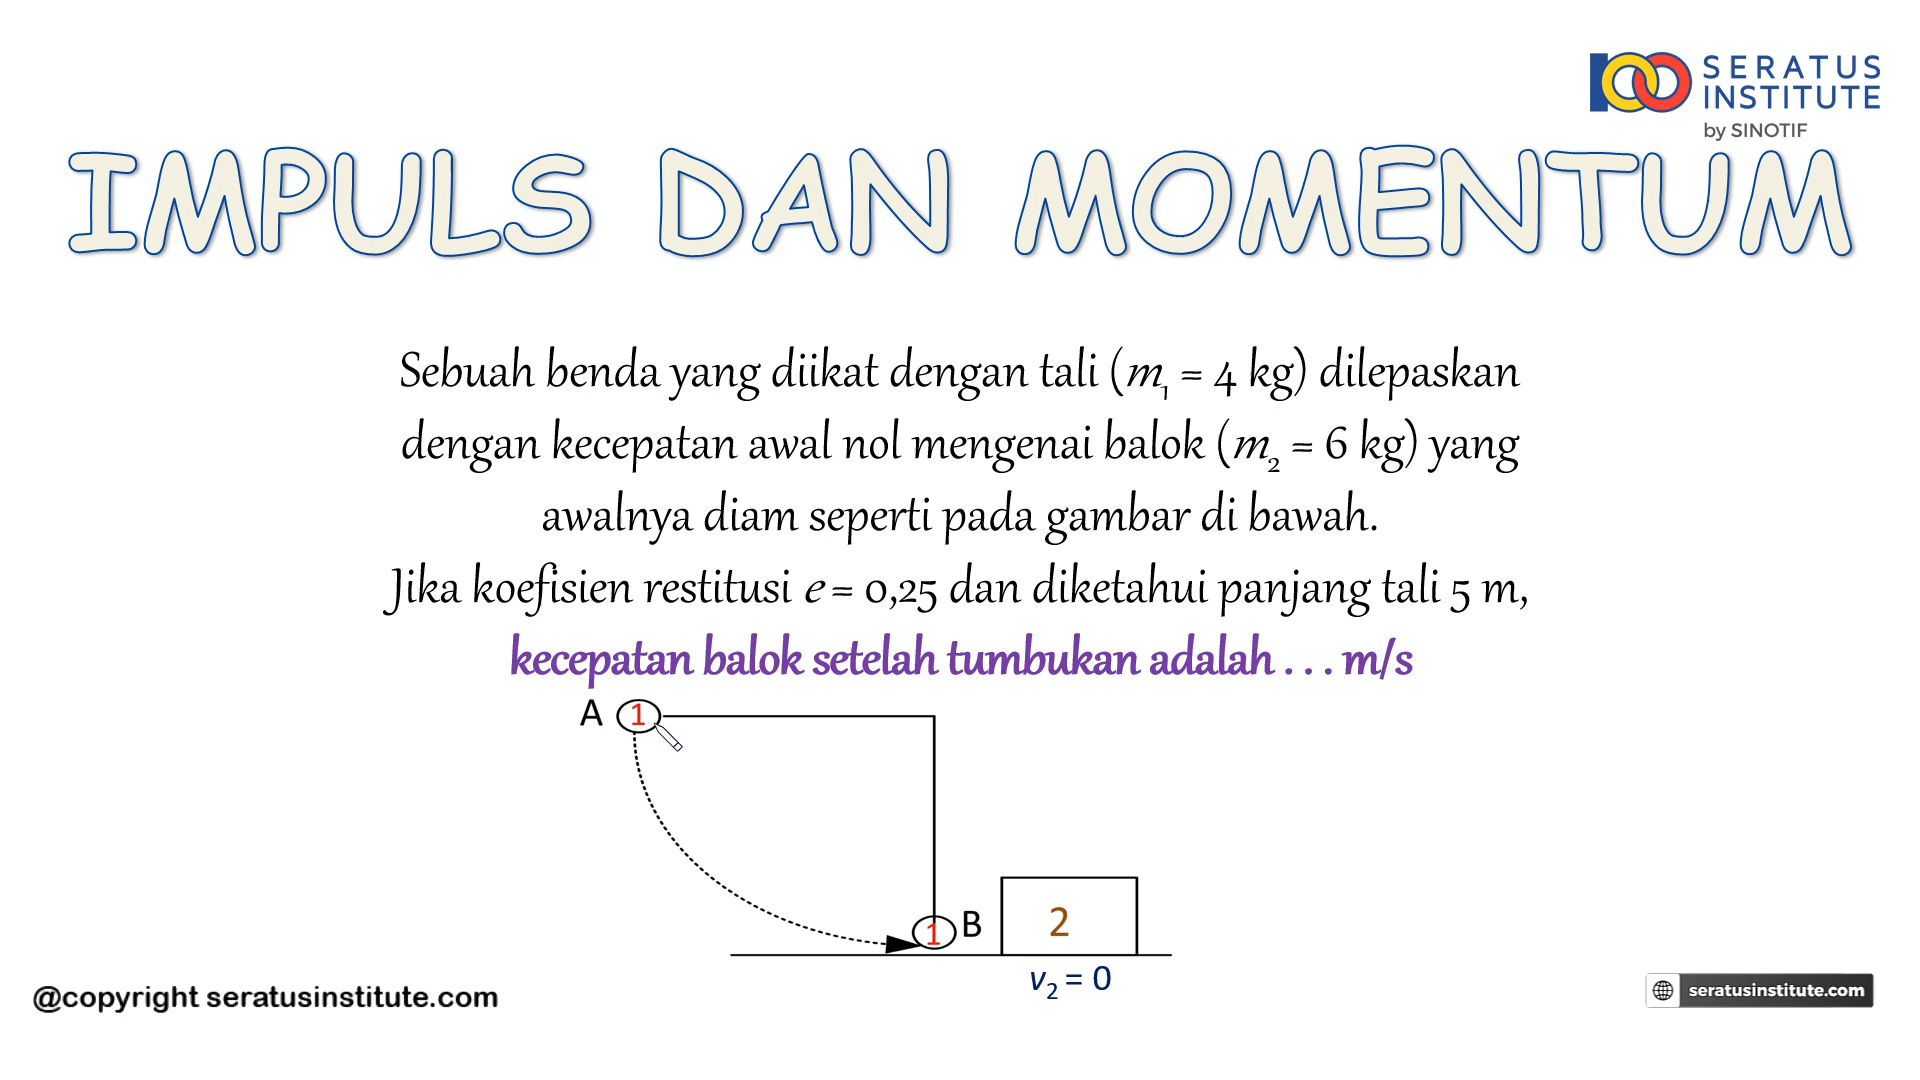 SERATUS
INSTITUTE
by SINOTIF
IMPULS DAN MOMENTUM
Sebuah benda yang diikat dengan tali (m₁ = 4 kg) dilepaskan
dengan kecepatan awal nol mengenai balok (m₂ = 6 kg) yang
awalnya diam seperti pada gambar di bawah.
Jika koefisien restitusi e = 0,25 dan diketahui panjang tali 5 m,
kecepatan balok setelah tumbukan adalah . . . m/s
A 1
1 B 2
v₂ = 0
@copyright seratusinstitute.com
seratusinstitute.com